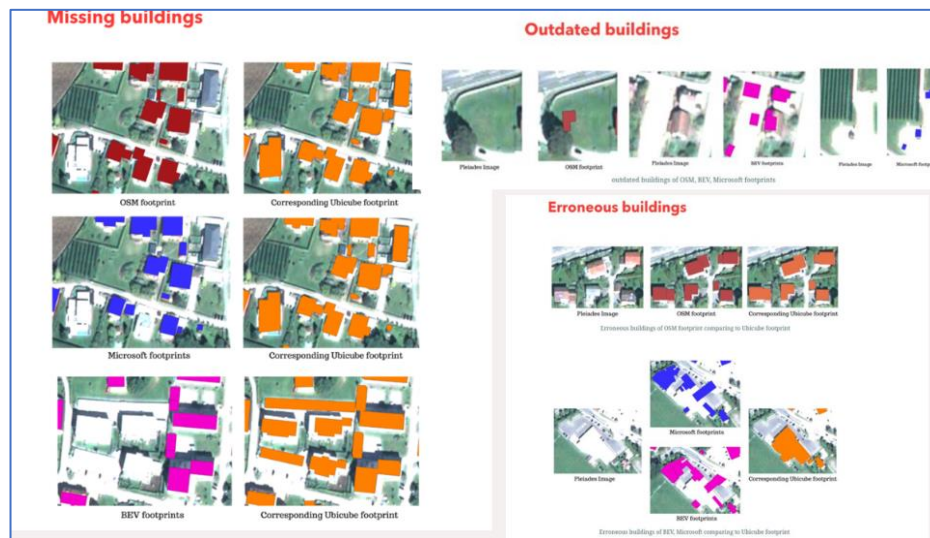 Missing buildings
OSM footprint
Corresponding Ubicube footprint
Microsoft footprints
Corresponding Ubicube footprint
BEV footprints
Corresponding Ubicube footprint
Outdated buildings
Pleiades Image
OSM footprint
Pleiades Image
BEV footprints
Pleiades Image
Microsoft footp
outdated buildings of OSM, BEV, Microsoft footprints
Erroneous buildings
Pleiades Image
OSM footprint
Corresponding Ubicube footprint
Erroneous buildings of OSM footprint comparing to Ubicube footprint
Microsoft footprints
Pleiades Image
Corresponding Ubicube footprint
BEV footprints
Erroneous buildings of BEV, Microsoft comparing to Ubicube footprint